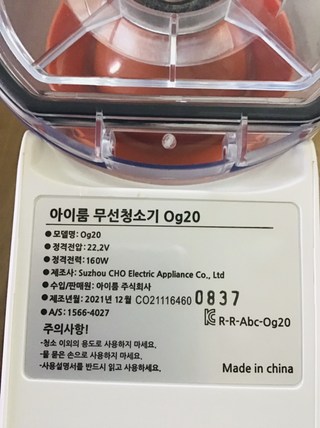 아이룸 무선청소기 Og20
●모델명: Og20
●정격전압: 22.2V
●정격전력: 160W
●제조사: Suzhou CHO Electric Appliance Co., Ltd
●수입/판매원: 아이룸 주식회사
●제조년월: 2021년 12월 CO21116460 0837
●A/S: 1566-4027
R-R-Abc-Og20
주의사항!
-청소 이외의 용도로 사용하지 마세요.
-물 묻은 손으로 사용하지 마세요.
-사용설명서를 반드시 읽고 사용하세요.
Made in china